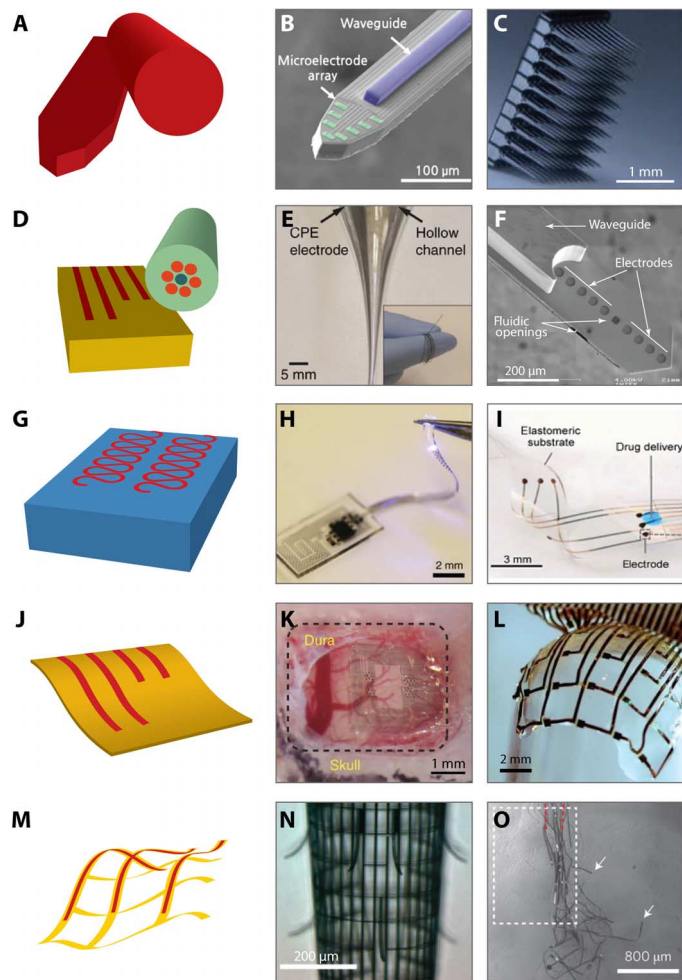 A
B
Waveguide
Microelectrode
array
100 µm
C
1 mm
D
E
CPE
electrode
Hollow
channel
5 mm
F
Waveguide
Electrodes
Fluidic
openings
200 µm
G
H
2 mm
I
Elastomeric
substrate
Drug delivery
3 mm
Electrode
J
K
Dura
Skull
1 mm
L
2 mm
M
N
200 µm
O
800 µm